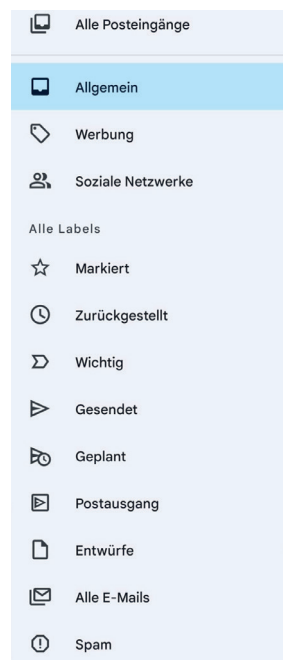 Alle Posteingänge
Allgemein
Werbung
Soziale Netzwerke
Alle Labels
Markiert
Zurückgestellt
Wichtig
Gesendet
Geplant
Postausgang
Entwürfe
Alle E-Mails
Spam